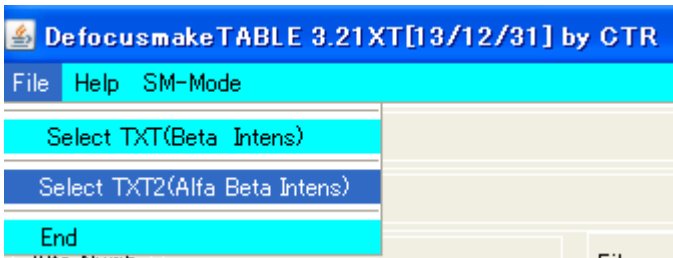 DefocusmakeTABLE 3.21XT[13/12/31] by CTR
File Help SM-Mode
Select TXT(Beta Intens)
Select TXT2(Alfa Beta Intens)
End